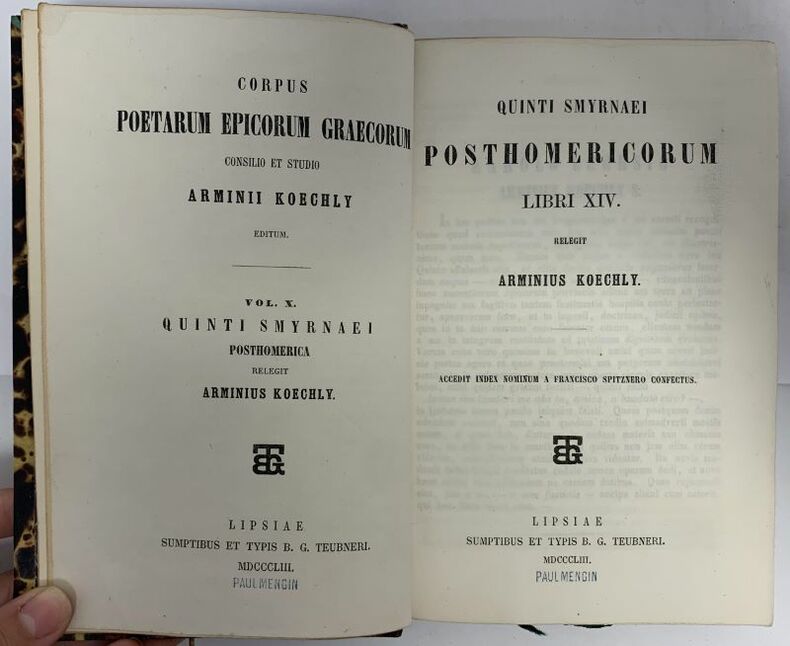 CORPUS
POETARUM EPICORUM GRAECORUM
CONSILIO ET STUDIO
ARMINII KOECHLY
EDITUM.
VOL. X.
QUINTI SMYRNAEI
POSTHOMERICA
RELEGIT
ARMINIUS KOECHLY.
BTG
LIPSIAE
SUMPTIBUS ET TYPIS B. G. TEUBNERI.
MDCCCLIII.
PAUL MENGIN
QUINTI SMYRNAEI
POSTHOMERICORUM
LIBRI XIV.
RELEGIT
ARMINIUS KOECHLY.
ACCEDIT INDEX NOMINUM A FRANCISCO SPITZNERO CONFECTUS.
BTG
LIPSIAE
SUMPTIBUS ET TYPIS B. G. TEUBNERI.
MDCCCLIII.
PAUL MENGIN